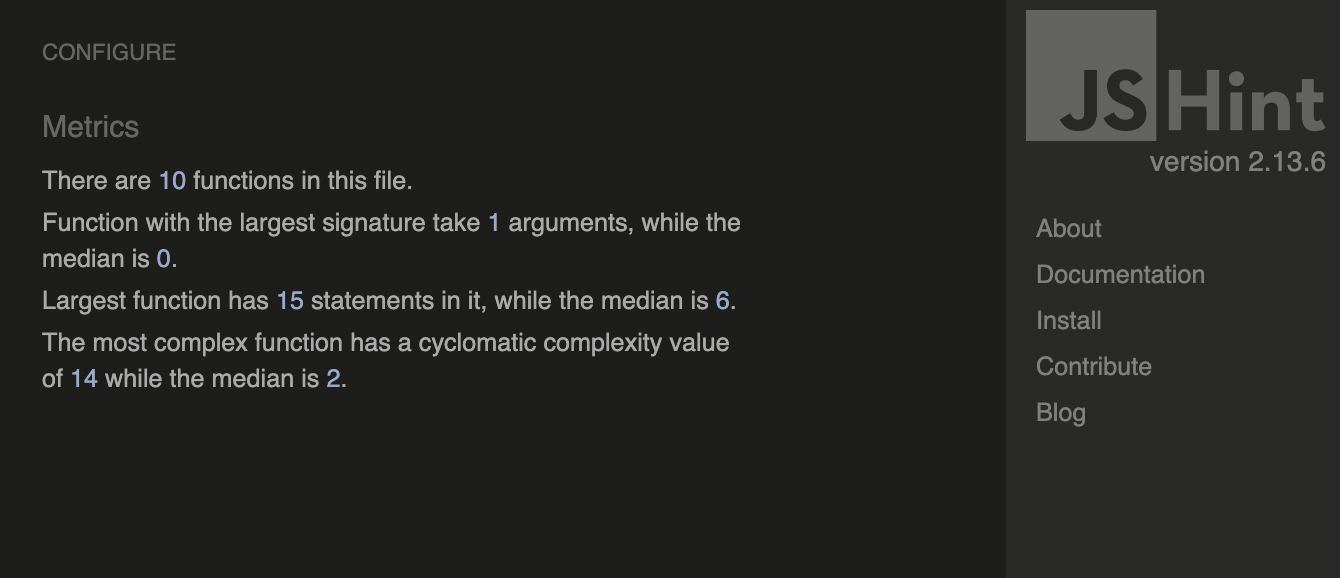 CONFIGURE
Metrics
There are 10 functions in this file.
Function with the largest signature take 1 arguments, while the
median is 0.
Largest function has 15 statements in it, while the median is 6.
The most complex function has a cyclomatic complexity value
of 14 while the median is 2.
JSHint
version 2.13.6
About
Documentation
Install
Contribute
Blog